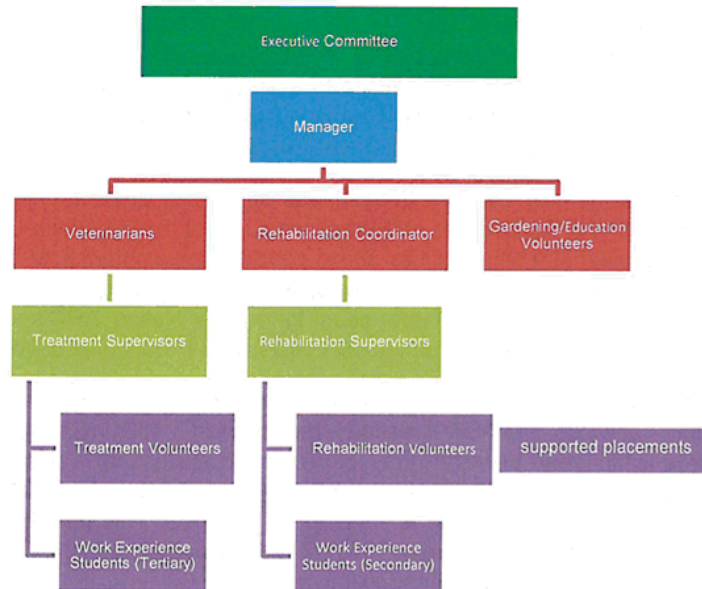 Executive Committee
Manager
Veterinarians
Rehabilitation Coordinator
Gardening/Education
Volunteers
Treatment Supervisors
Rehabilitation Supervisors
Treatment Volunteers
Rehabilitation Volunteers
supported placements
Work Experience
Students (Tertiary)
Work Experience
Students (Secondary)